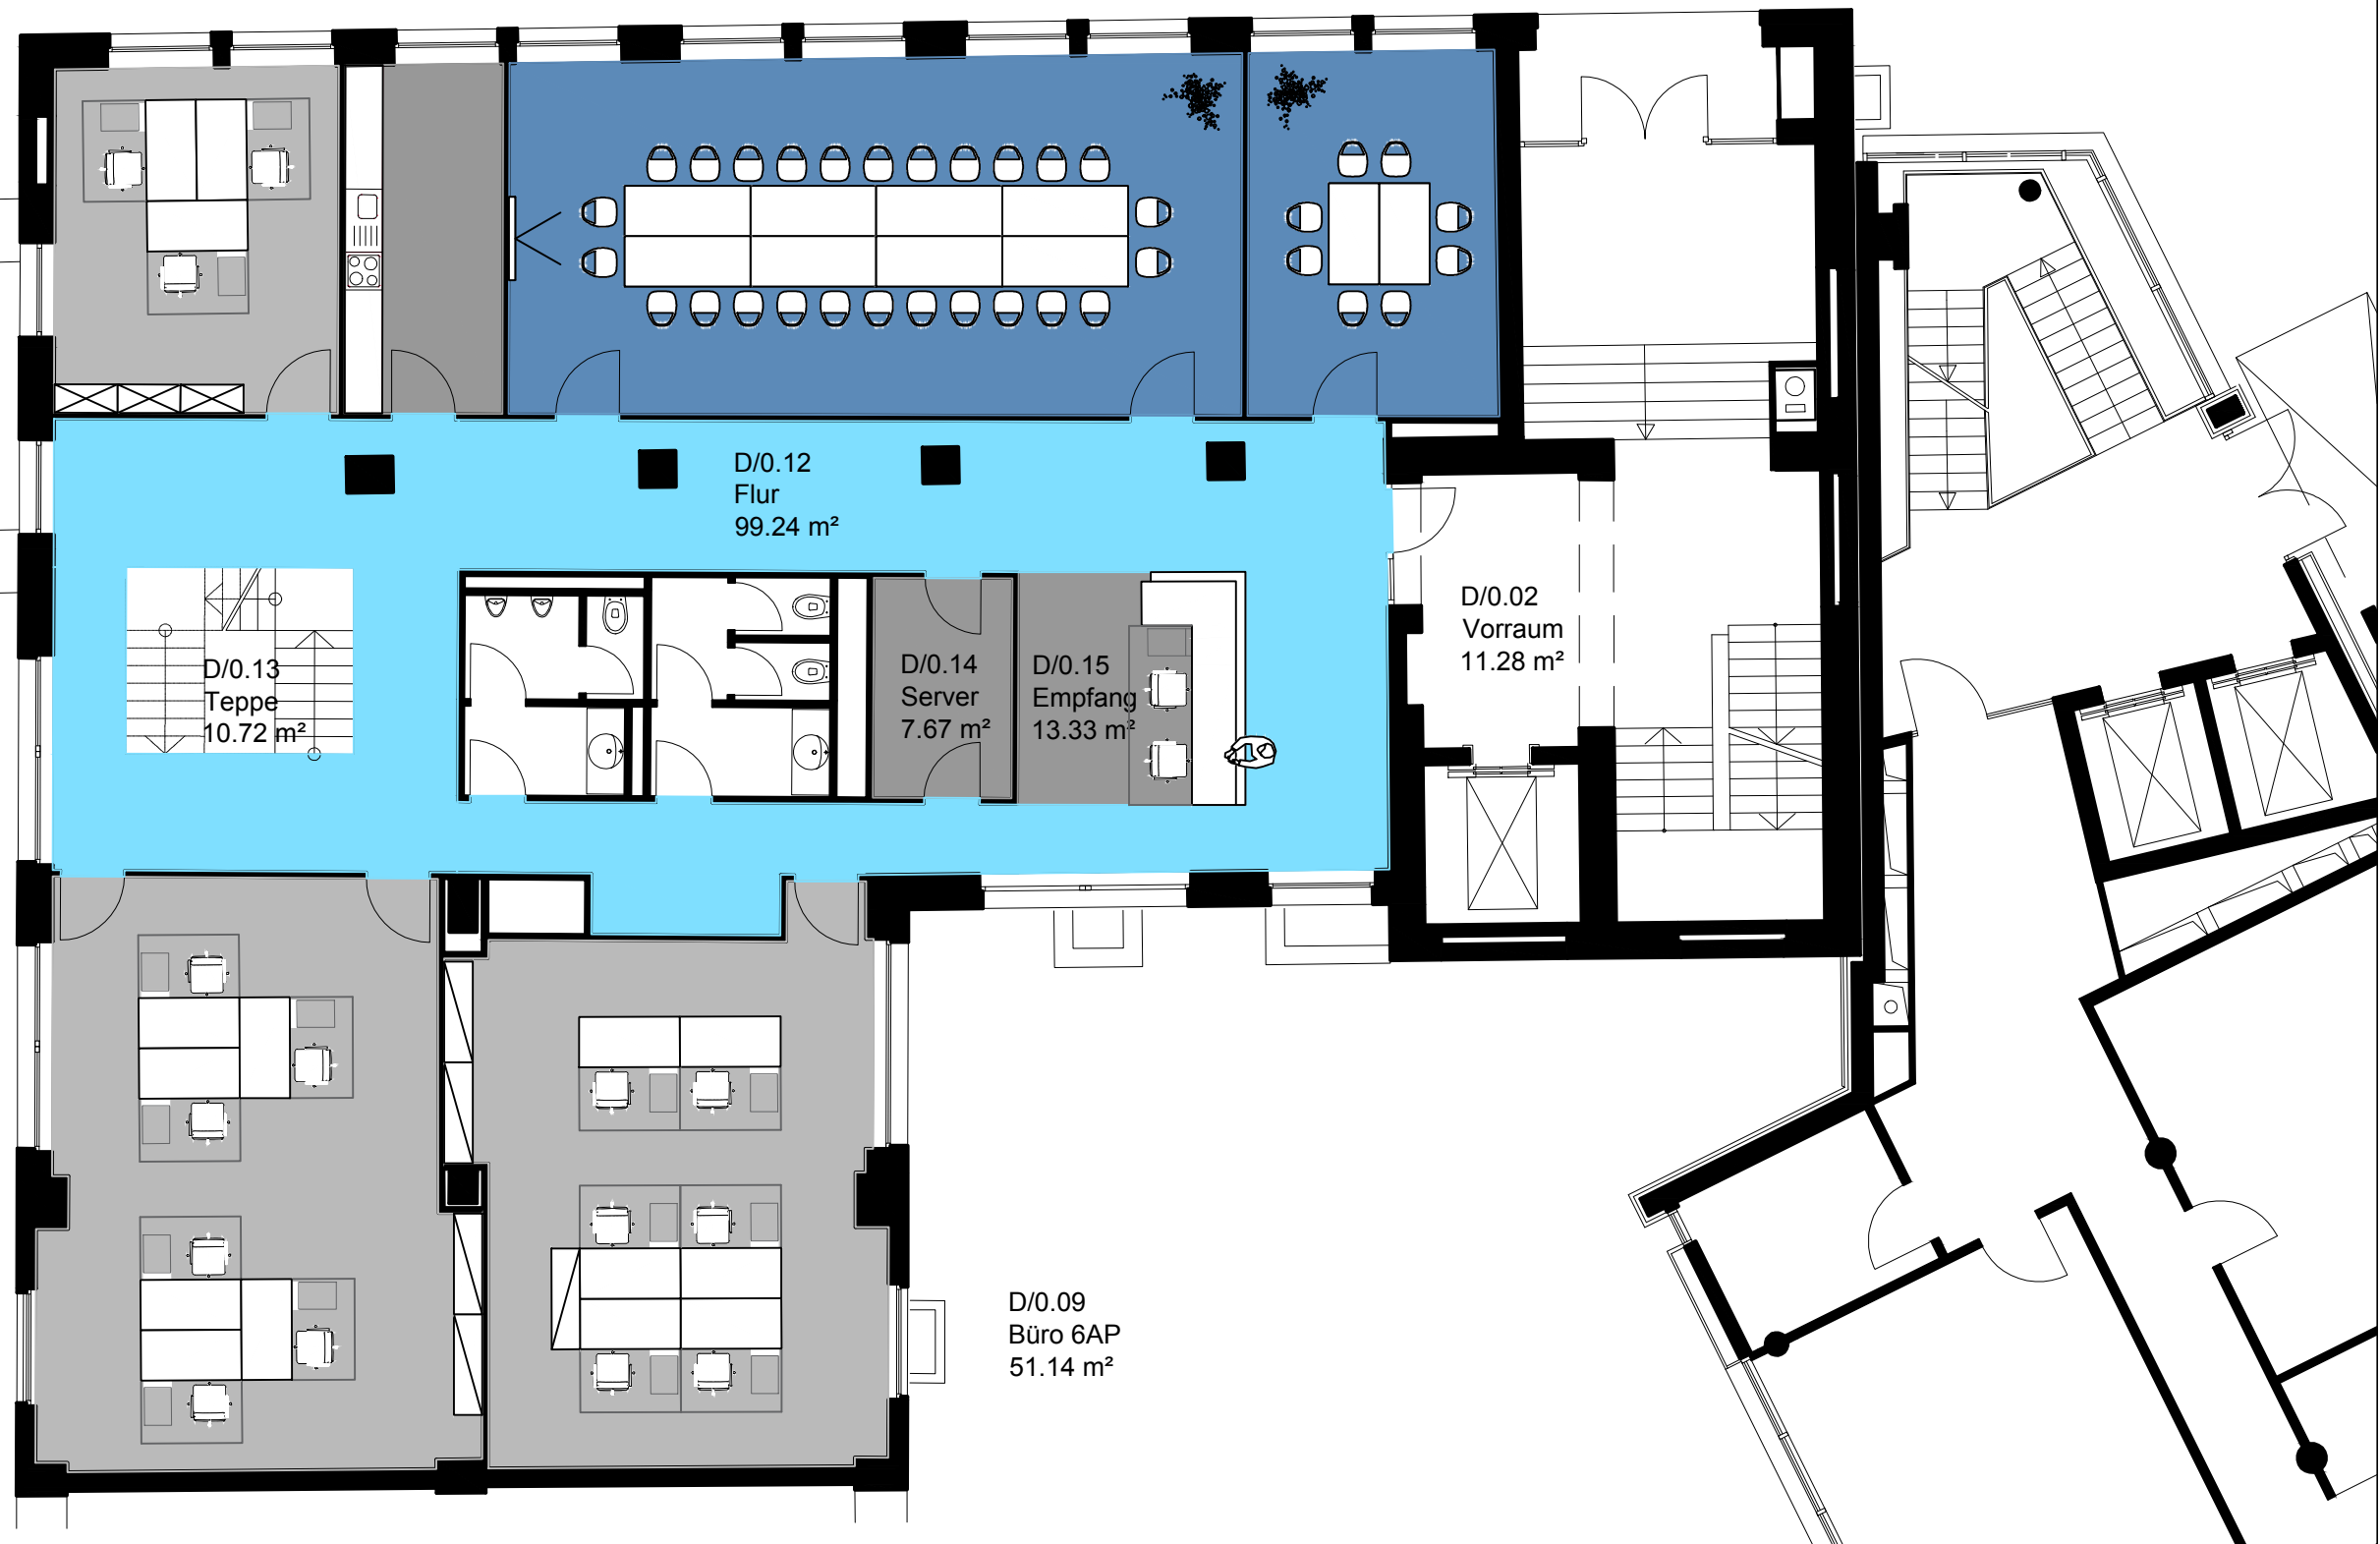 D/0.12
Flur
99.24 m²
D/0.02
Vorraum
11.28 m²
D/0.13
Teppe
10.72 m²
D/0.14
Server
7.67 m²
D/0.15
Empfang
13.33 m²
D/0.09
Büro 6AP
51.14 m²